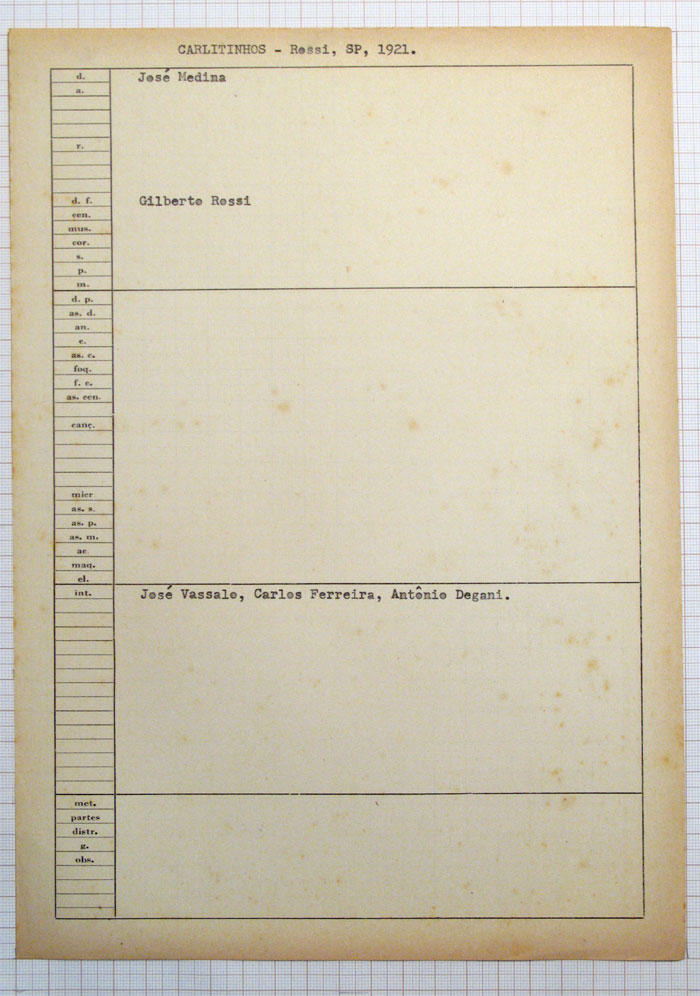 CARLITINHOS - Rossi, SP, 1921.
d. José Medina
a.
r.
d. f. Gilberto Rossi
cen.
mus.
cor.
s.
p.
m.
d. p.
as. d.
an.
c.
as. c.
foq.
f. c.
as. cen.
canç.
micr
as. s.
as. p.
as. m.
ac
maq.
el.
int. José Vassalo, Carlos Ferreira, Antônio Degani.
met.
partes
distr.
g.
obs.